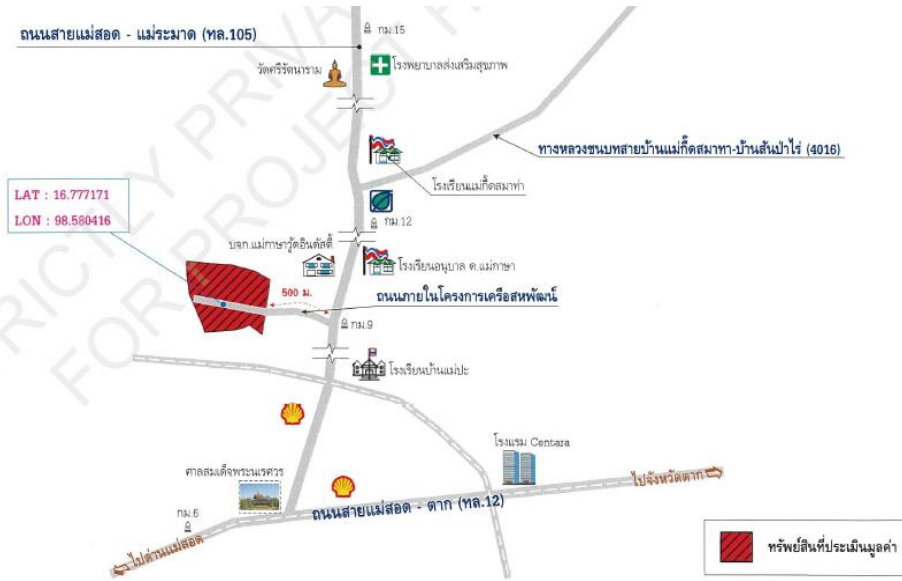 ถนนสายแม่สอด - แม่ระมาด (ทล.105)
กม.15
วัดศรีรัตนาราม
โรงพยาบาลส่งเสริมสุขภาพ
ทางหลวงชนบทสายบ้านแม่กื๊ดสมาทา-บ้านสันป่าไร่ (4016)
โรงเรียนแม่กื๊ดสมาท่า
LAT : 16.777171
LON : 98.580416
กม.12
บจก.แม่กาษาวู้ดอินดัสตี้
โรงเรียนอนุบาล ต.แม่กาษา
500 ม.
ถนนภายในโครงการเครือสหพัฒน์
กม.9
โรงเรียนบ้านแม่ปะ
โรงแรม Centara
ศาลสมเด็จพระนเรศวร
ไปจังหวัดตาก
กม.6
ถนนสายแม่สอด - ตาก (ทล.12)
ไปด่านแม่สอด
ทรัพย์สินที่ประเมินมูลค่า